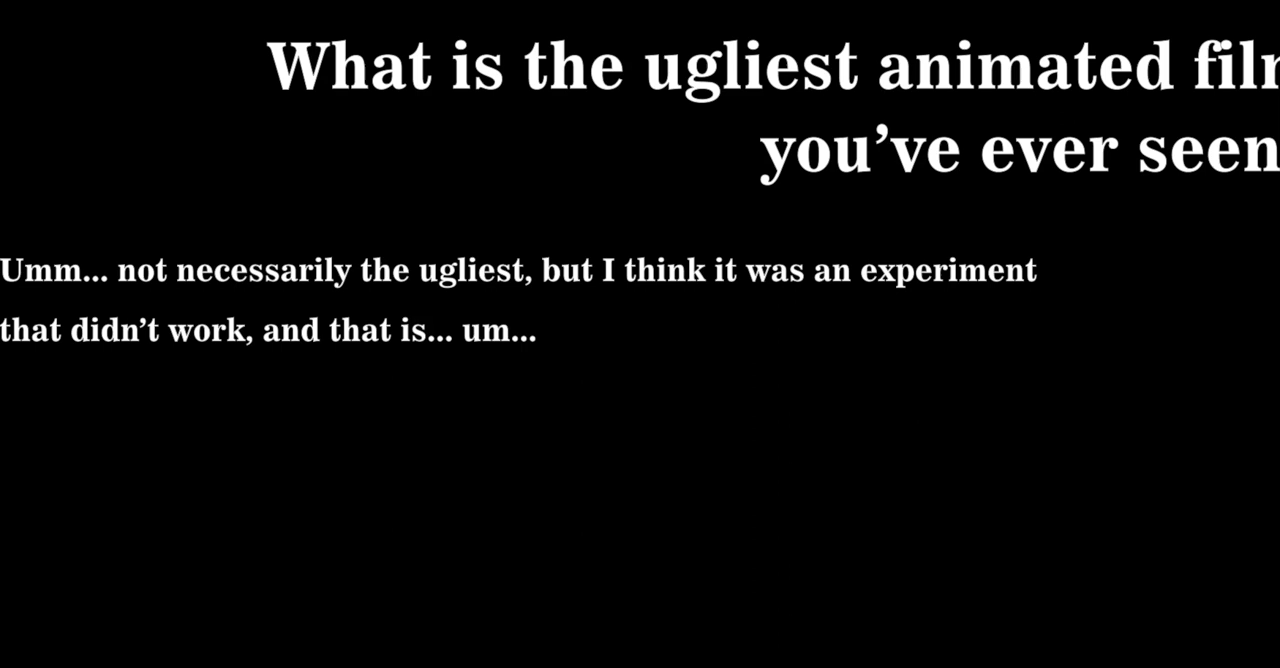 What is the ugliest animated
you’ve ever seen
Umm... not necessarily the ugliest, but I think it was an experiment
that didn’t work, and that is... um...